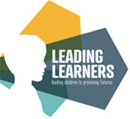 LEADING
LEARNERS
Guiding children to promising futures